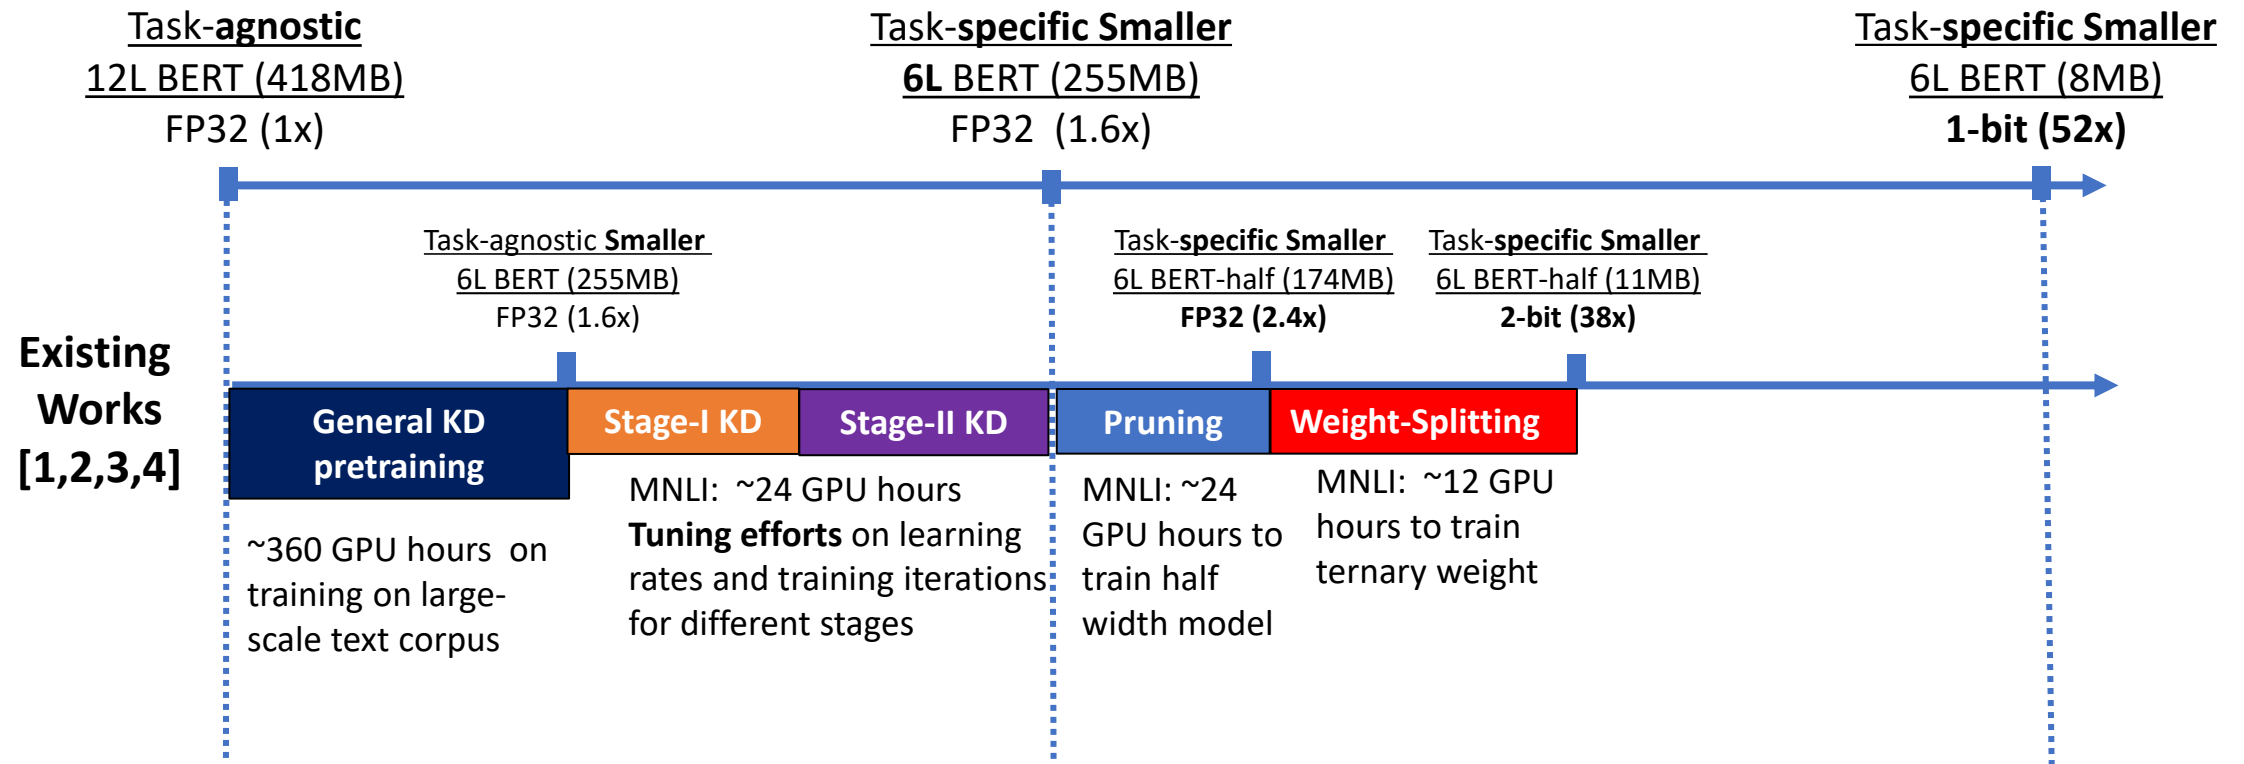 Task-agnostic
12L BERT (418MB)
FP32 (1x)
Task-specific Smaller
6L BERT (255MB)
FP32 (1.6x)
Task-specific Smaller
6L BERT (8MB)
1-bit (52x)
Task-agnostic Smaller
6L BERT (255MB)
FP32 (1.6x)
Task-specific Smaller
6L BERT-half (174MB)
FP32 (2.4x)
Task-specific Smaller
6L BERT-half (11MB)
2-bit (38x)
Existing
Works
[1,2,3,4]
General KD
pretraining
Stage-I KD
Stage-II KD
Pruning
Weight-Splitting
~360 GPU hours on
training on large-
scale text corpus
MNLI: ~24 GPU hours
Tuning efforts on learning
rates and training iterations
for different stages
MNLI: ~24
GPU hours to
train half
width model
MNLI: ~12 GPU
hours to train
ternary weight